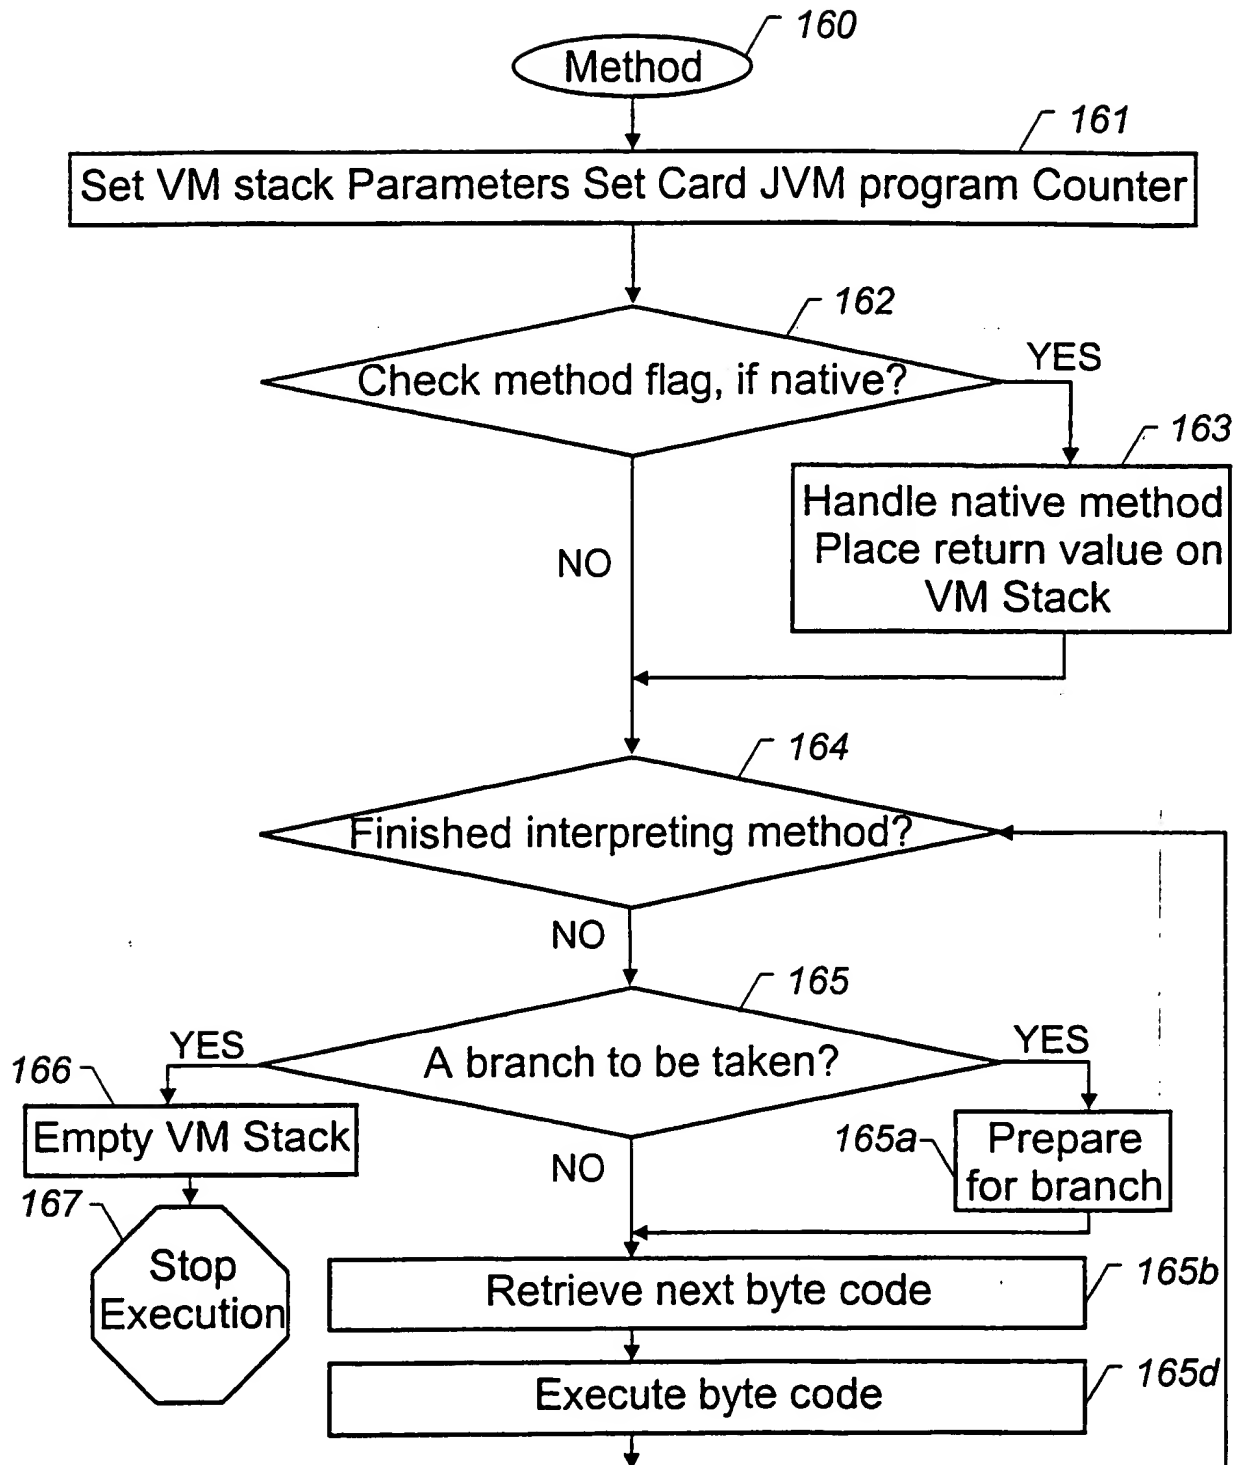 160
Method
161
Set VM stack Parameters Set Card JVM program Counter
162
Check method flag, if native?
YES
163
Handle native method
Place return value on
VM Stack
NO
164
Finished interpreting method?
NO
165
YES
A branch to be taken?
YES
166
Empty VM Stack
165a
Prepare
for branch
NO
167
Stop
Execution
165b
Retrieve next byte code
165d
Execute byte code